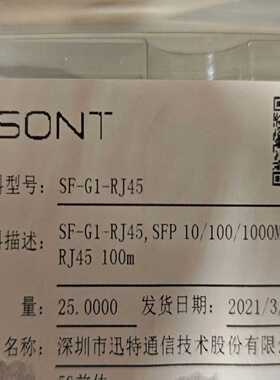 SONT
料型号: SF-G1-RJ45
料描述: SF-G1-RJ45,SFP 10/100/1000M
RJ45 100m
量: 25.0000 发货日期: 2021/3/
名称: 深圳市迅特通信技术股份有限